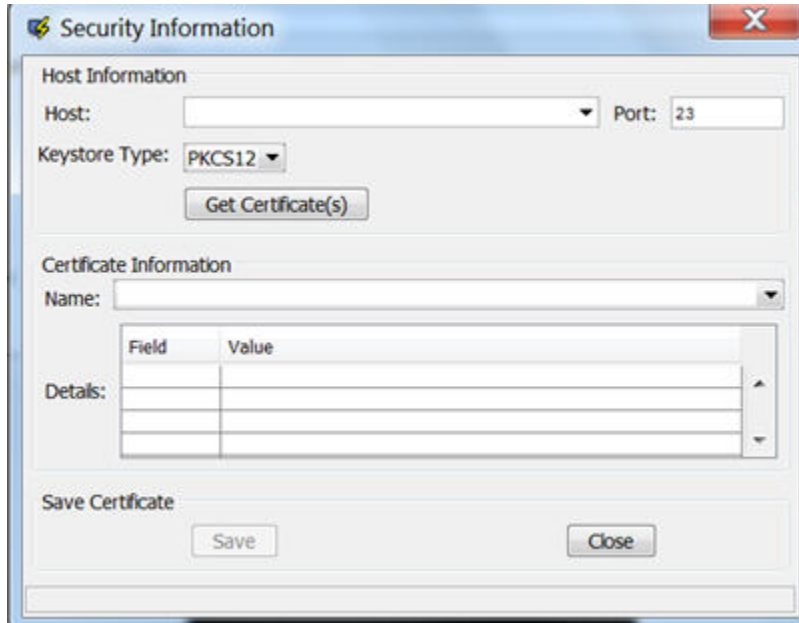 Security Information
Host Information
Host: Port: 23
Keystore Type: PKCS12
Get Certificate(s)
Certificate Information
Name:
Field Value
Details:
Save Certificate
Save Close